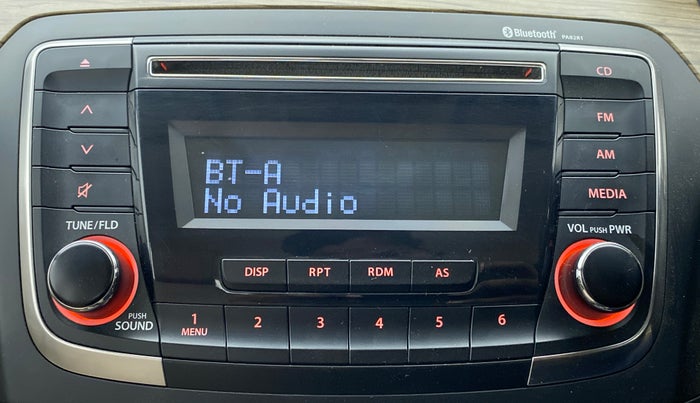 Bluetooth PA82R1
CD
FM
AM
MEDIA
BT-A
No Audio
TUNE/FLD
VOL PUSH PWR
PUSH
SOUND
DISP RPT RDM AS
1 2 3 4 5 6
MENU